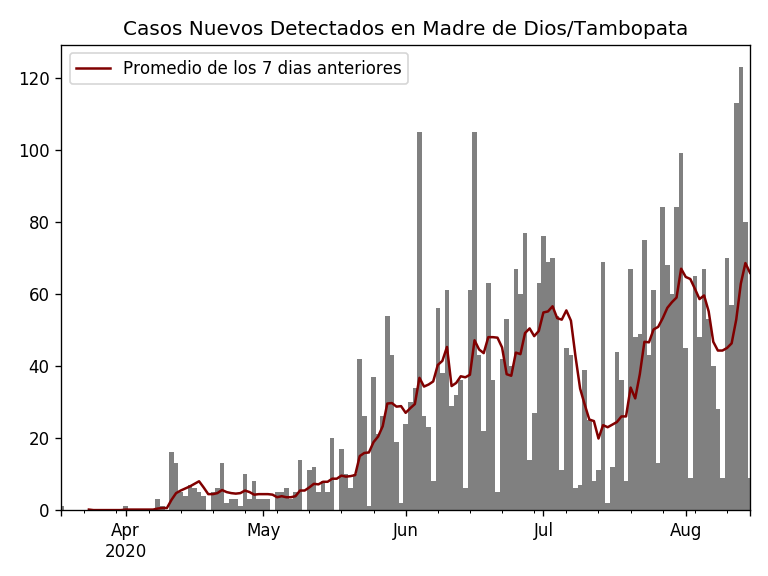 Casos Nuevos Detectados en Madre de Dios/Tambopata
Promedio de los 7 dias anteriores
120
100
80
60
40
20
0
Apr May Jun Jul Aug
2020